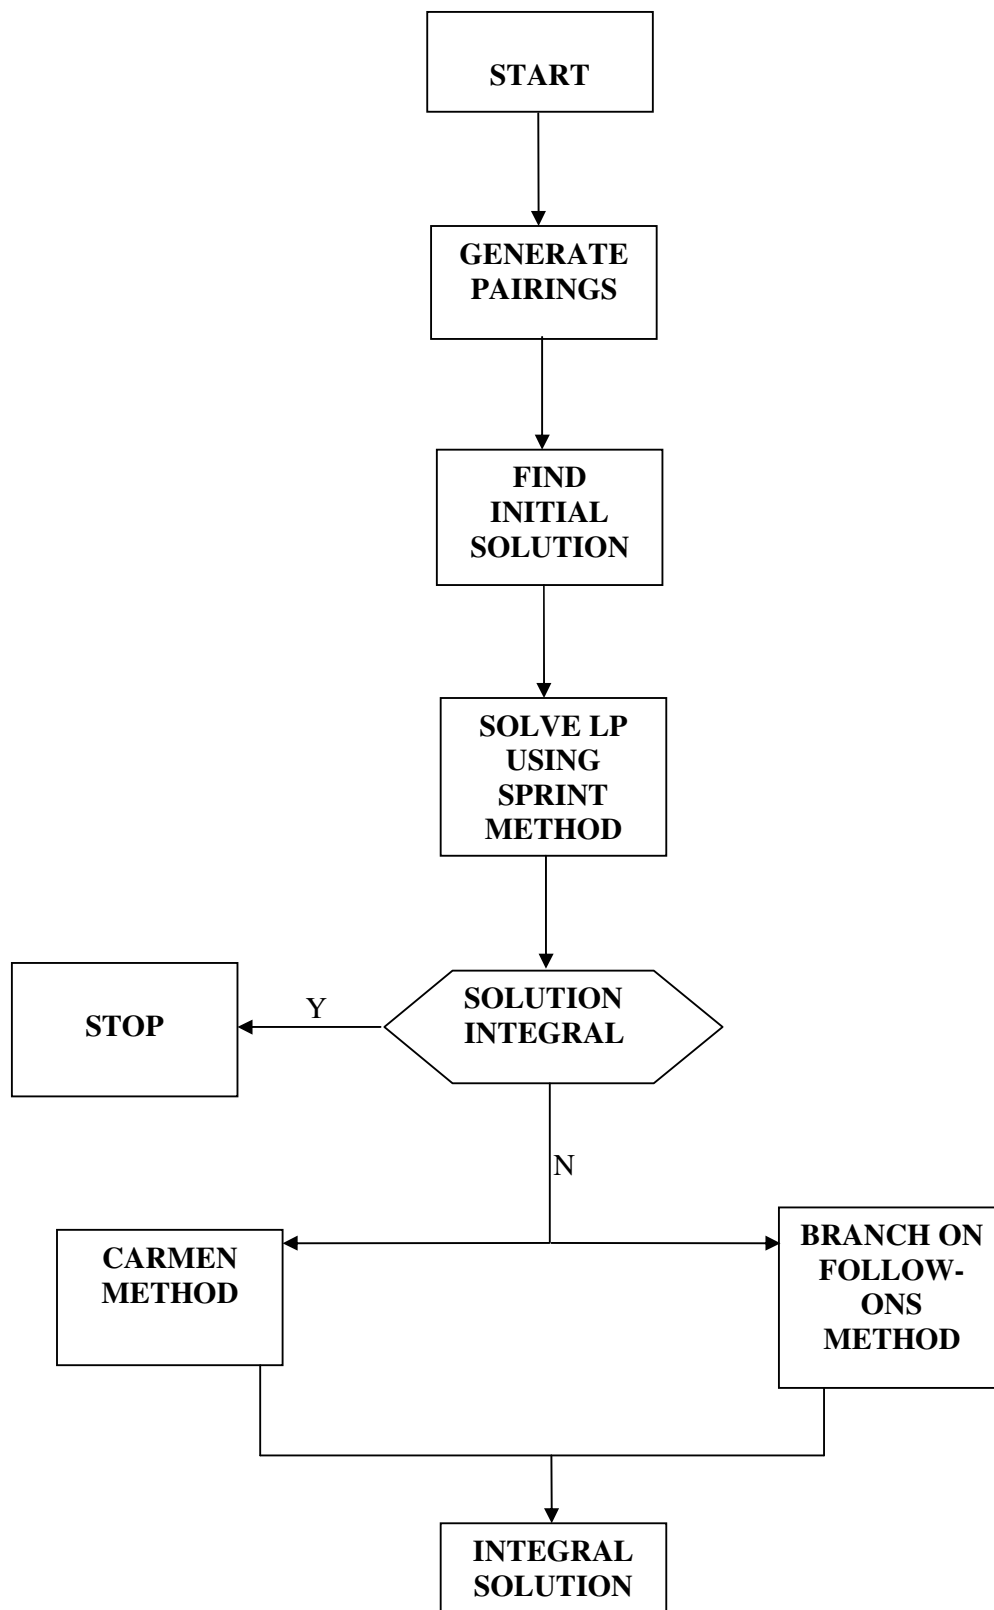 START
GENERATE
PAIRINGS
FIND
INITIAL
SOLUTION
SOLVE LP
USING
SPRINT
METHOD
SOLUTION
INTEGRAL
Y
STOP
N
CARMEN
METHOD
BRANCH ON
FOLLOW-
ONS
METHOD
INTEGRAL
SOLUTION